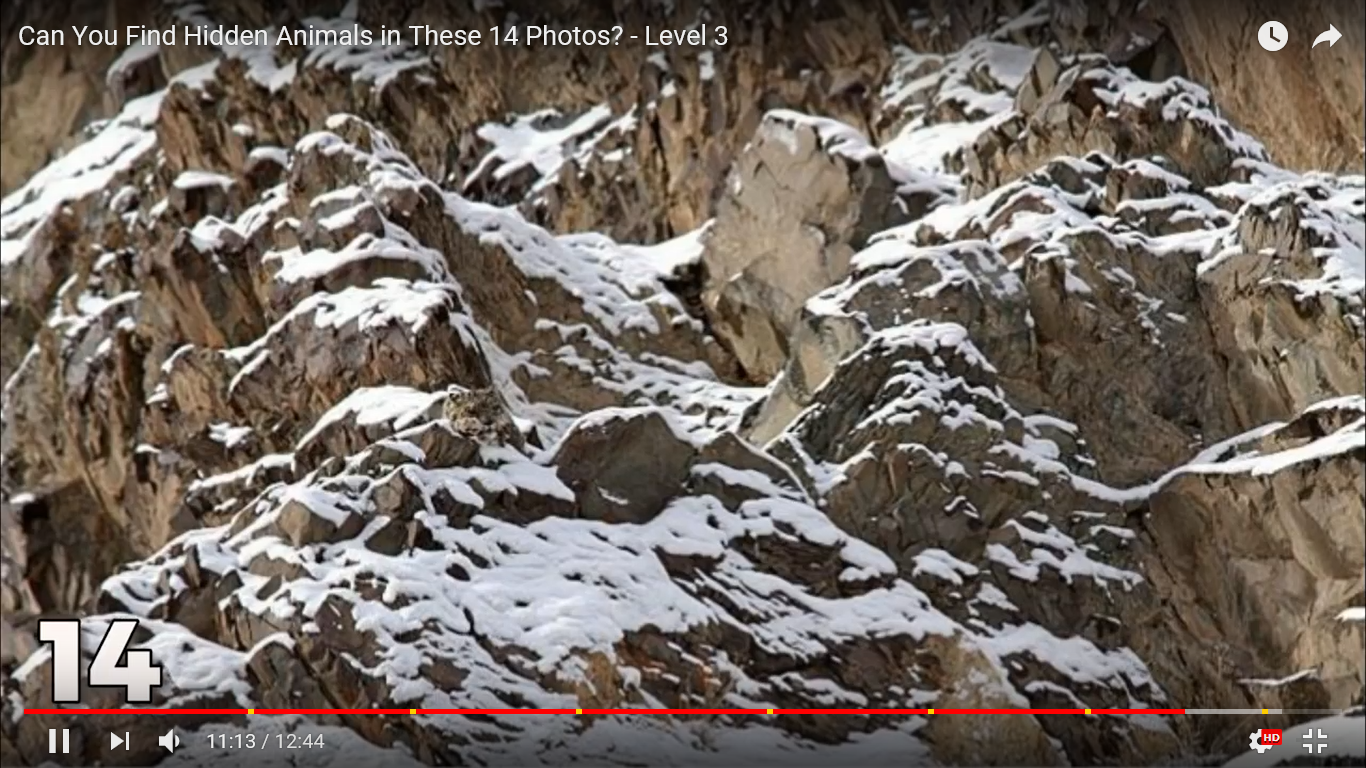 Can You Find Hidden Animals in These 14 Photos? - Level 3
14
11:13 / 12:44
HD